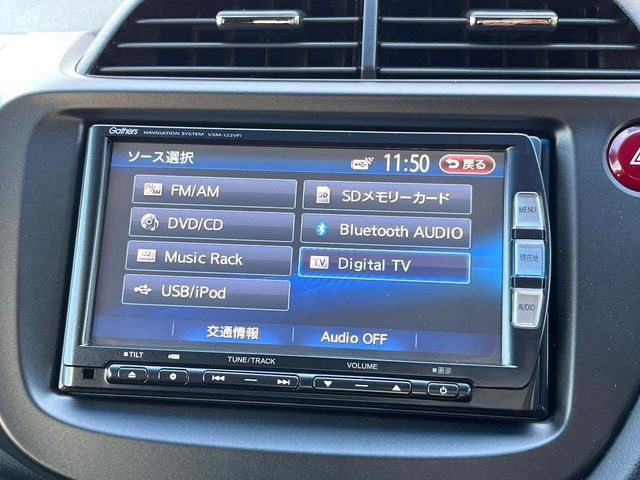 Gathers NAVIGATION SYSTEM VXM-122VFi
ソース選択
11:50
戻る
FM/AM
SD SDメモリーカード
DVD/CD
Bluetooth AUDIO
Music Rack
TV Digital TV
USB/iPod
交通情報
Audio OFF
MENU
現在地
AUDIO
TILT
TUNE/TRACK
VOLUME